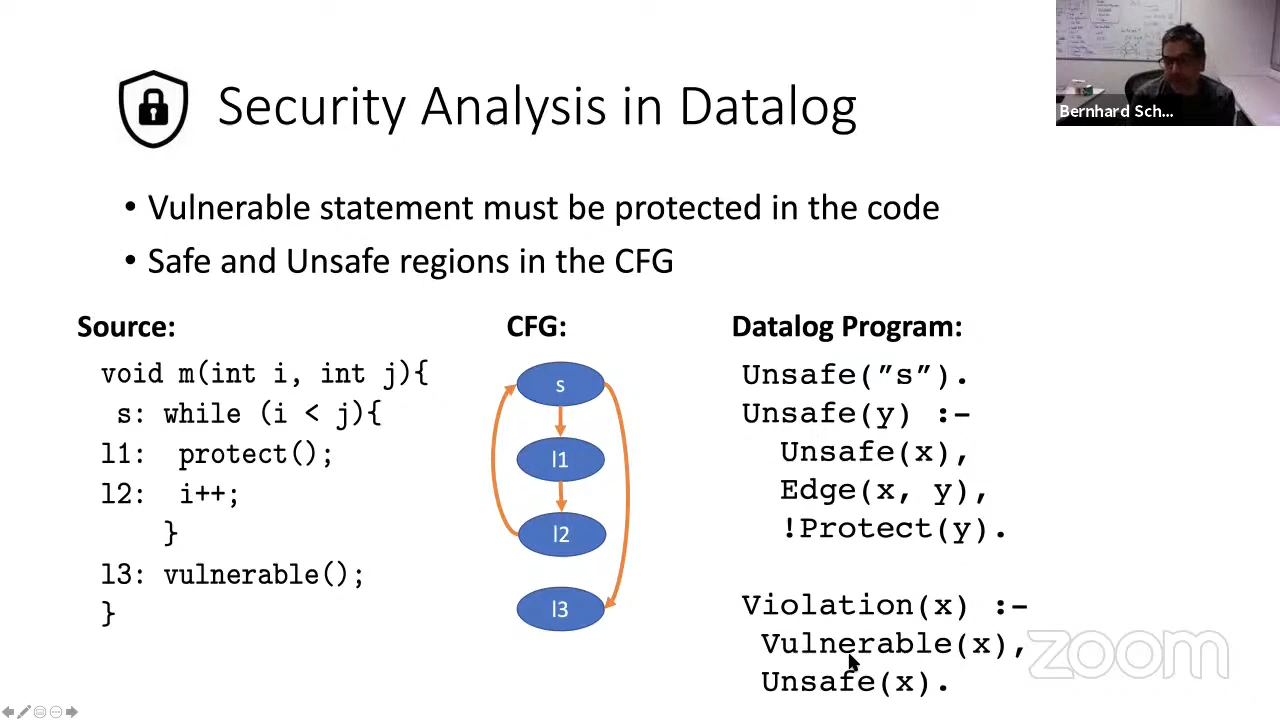 Bernhard Sch...
Security Analysis in Datalog
• Vulnerable statement must be protected in the code
• Safe and Unsafe regions in the CFG
Source:
void m(int i, int j){
s: while (i < j){
l1: protect();
l2: i++;
}
l3: vulnerable();
}
CFG:
s
l1
l2
l3
Datalog Program:
Unsafe(”s”).
Unsafe(y) :-
Unsafe(x),
Edge(x, y),
!Protect(y).
Violation(x) :-
Vulnerable(x),
Unsafe(x).
zoom